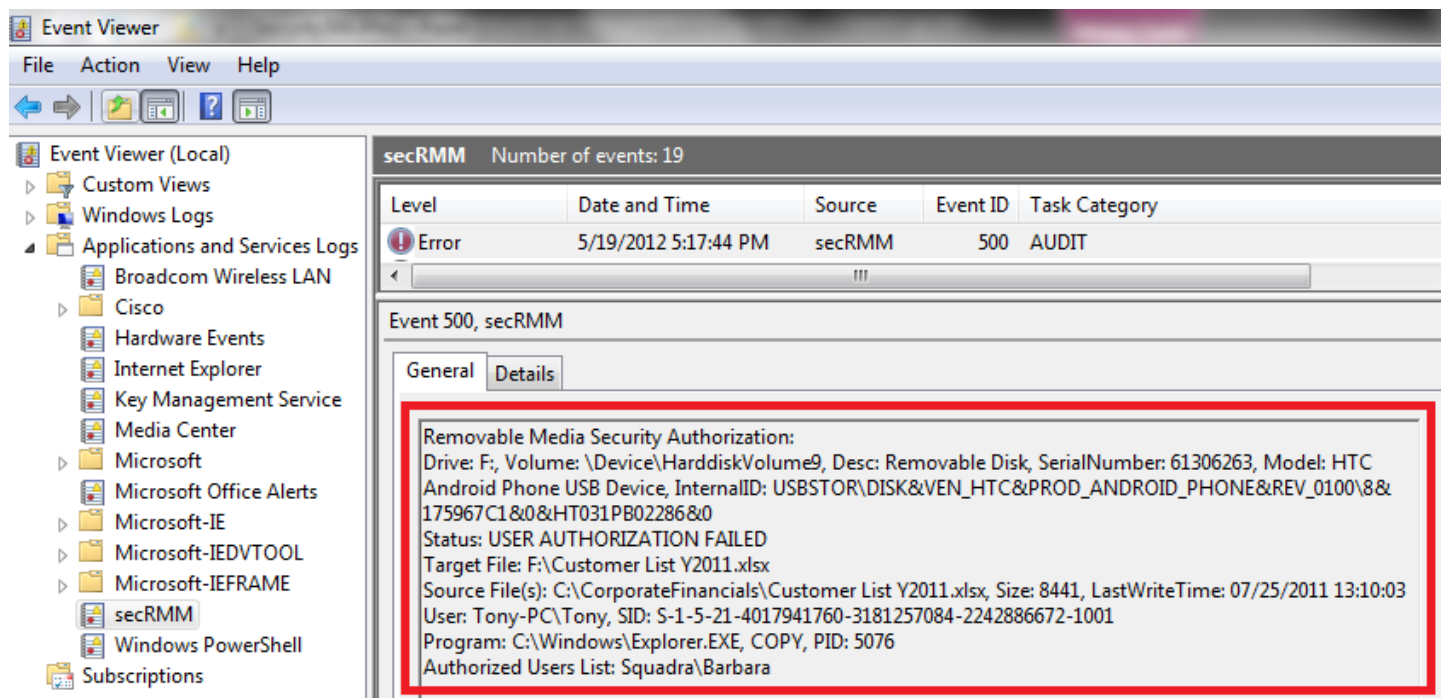 Event Viewer
File Action View Help
Event Viewer (Local)
Custom Views
Windows Logs
Applications and Services Logs
Broadcom Wireless LAN
Cisco
Hardware Events
Internet Explorer
Key Management Service
Media Center
Microsoft
Microsoft Office Alerts
Microsoft-IE
Microsoft-IEDVTOOL
Microsoft-IEFRAME
secRMM
Windows PowerShell
Subscriptions
secRMM Number of events: 19
Level Date and Time Source Event ID Task Category
Error 5/19/2012 5:17:44 PM secRMM 500 AUDIT
Event 500, secRMM
General Details
Removable Media Security Authorization:
Drive: F:, Volume: \Device\HarddiskVolume9, Desc: Removable Disk, SerialNumber: 61306263, Model: HTC
Android Phone USB Device, InternalID: USBSTOR\DISK&VEN_HTC&PROD_ANDROID_PHONE&REV_0100\8&
175967C1&0&HT031PB02286&0
Status: USER AUTHORIZATION FAILED
Target File: F:\Customer List Y2011.xlsx
Source File(s): C:\CorporateFinancials\Customer List Y2011.xlsx, Size: 8441, LastWriteTime: 07/25/2011 13:10:03
User: Tony-PC\Tony, SID: S-1-5-21-4017941760-3181257084-2242886672-1001
Program: C:\Windows\Explorer.EXE, COPY, PID: 5076
Authorized Users List: Squadra\Barbara